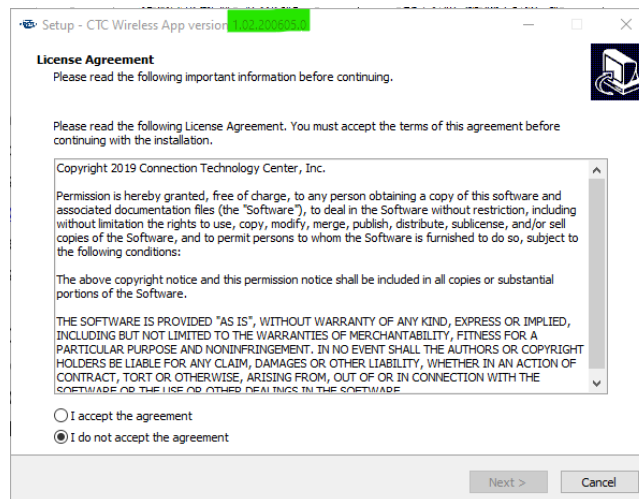 Setup - CTC Wireless App version 1.02.200605.0
License Agreement
Please read the following important information before continuing.
Please read the following License Agreement. You must accept the terms of this agreement before
continuing with the installation.
Copyright 2019 Connection Technology Center, Inc.
Permission is hereby granted, free of charge, to any person obtaining a copy of this software and
associated documentation files (the "Software"), to deal in the Software without restriction, including
without limitation the rights to use, copy, modify, merge, publish, distribute, sublicense, and/or sell
copies of the Software, and to permit persons to whom the Software is furnished to do so, subject to
the following conditions:
The above copyright notice and this permission notice shall be included in all copies or substantial
portions of the Software.
THE SOFTWARE IS PROVIDED "AS IS", WITHOUT WARRANTY OF ANY KIND, EXPRESS OR IMPLIED,
INCLUDING BUT NOT LIMITED TO THE WARRANTIES OF MERCHANTABILITY, FITNESS FOR A
PARTICULAR PURPOSE AND NONINFRINGEMENT. IN NO EVENT SHALL THE AUTHORS OR COPYRIGHT
HOLDERS BE LIABLE FOR ANY CLAIM, DAMAGES OR OTHER LIABILITY, WHETHER IN AN ACTION OF
CONTRACT, TORT OR OTHERWISE, ARISING FROM, OUT OF OR IN CONNECTION WITH THE
SOFTWARE OR THE USE OR OTHER DEALINGS IN THE SOFTWARE
I accept the agreement
I do not accept the agreement
Next >
Cancel